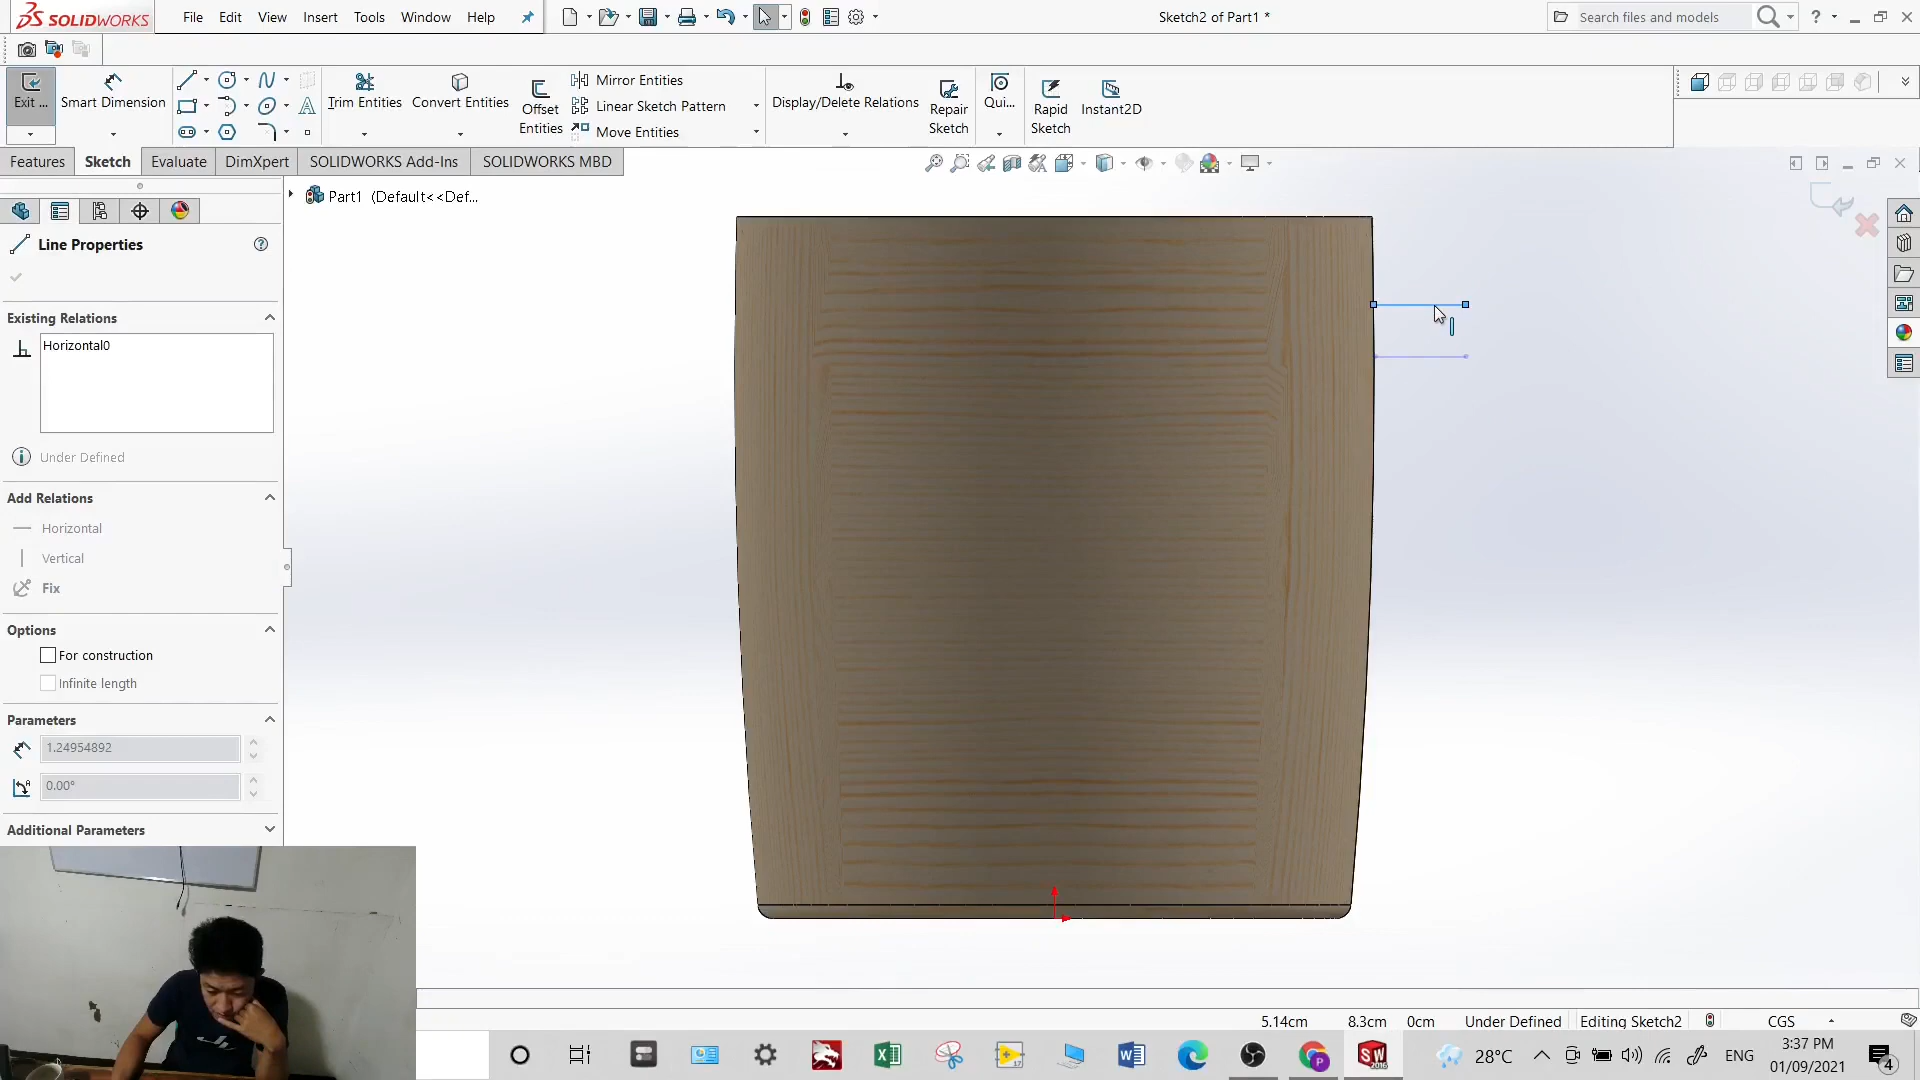 SOLIDWORKS File Edit View Insert Tools Window Help Sketch2 of Part1 * Search files and models ?
Exit ... Smart Dimension Trim Entities Convert Entities Offset Entities Mirror Entities Linear Sketch Pattern Move Entities Display/Delete Relations Repair Sketch Qui... Rapid Sketch Instant2D
Features Sketch Evaluate DimXpert SOLIDWORKS Add-Ins SOLIDWORKS MBD
Part1 (Default<<Def...
Line Properties ?
Existing Relations
Horizontal0
Under Defined
Add Relations
Horizontal
Vertical
Fix
Options
For construction
Infinite length
Parameters
1.24954892
0.00°
Additional Parameters
5.14cm 8.3cm 0cm Under Defined Editing Sketch2 CGS
28°C ENG 3:37 PM
01/09/2021 4